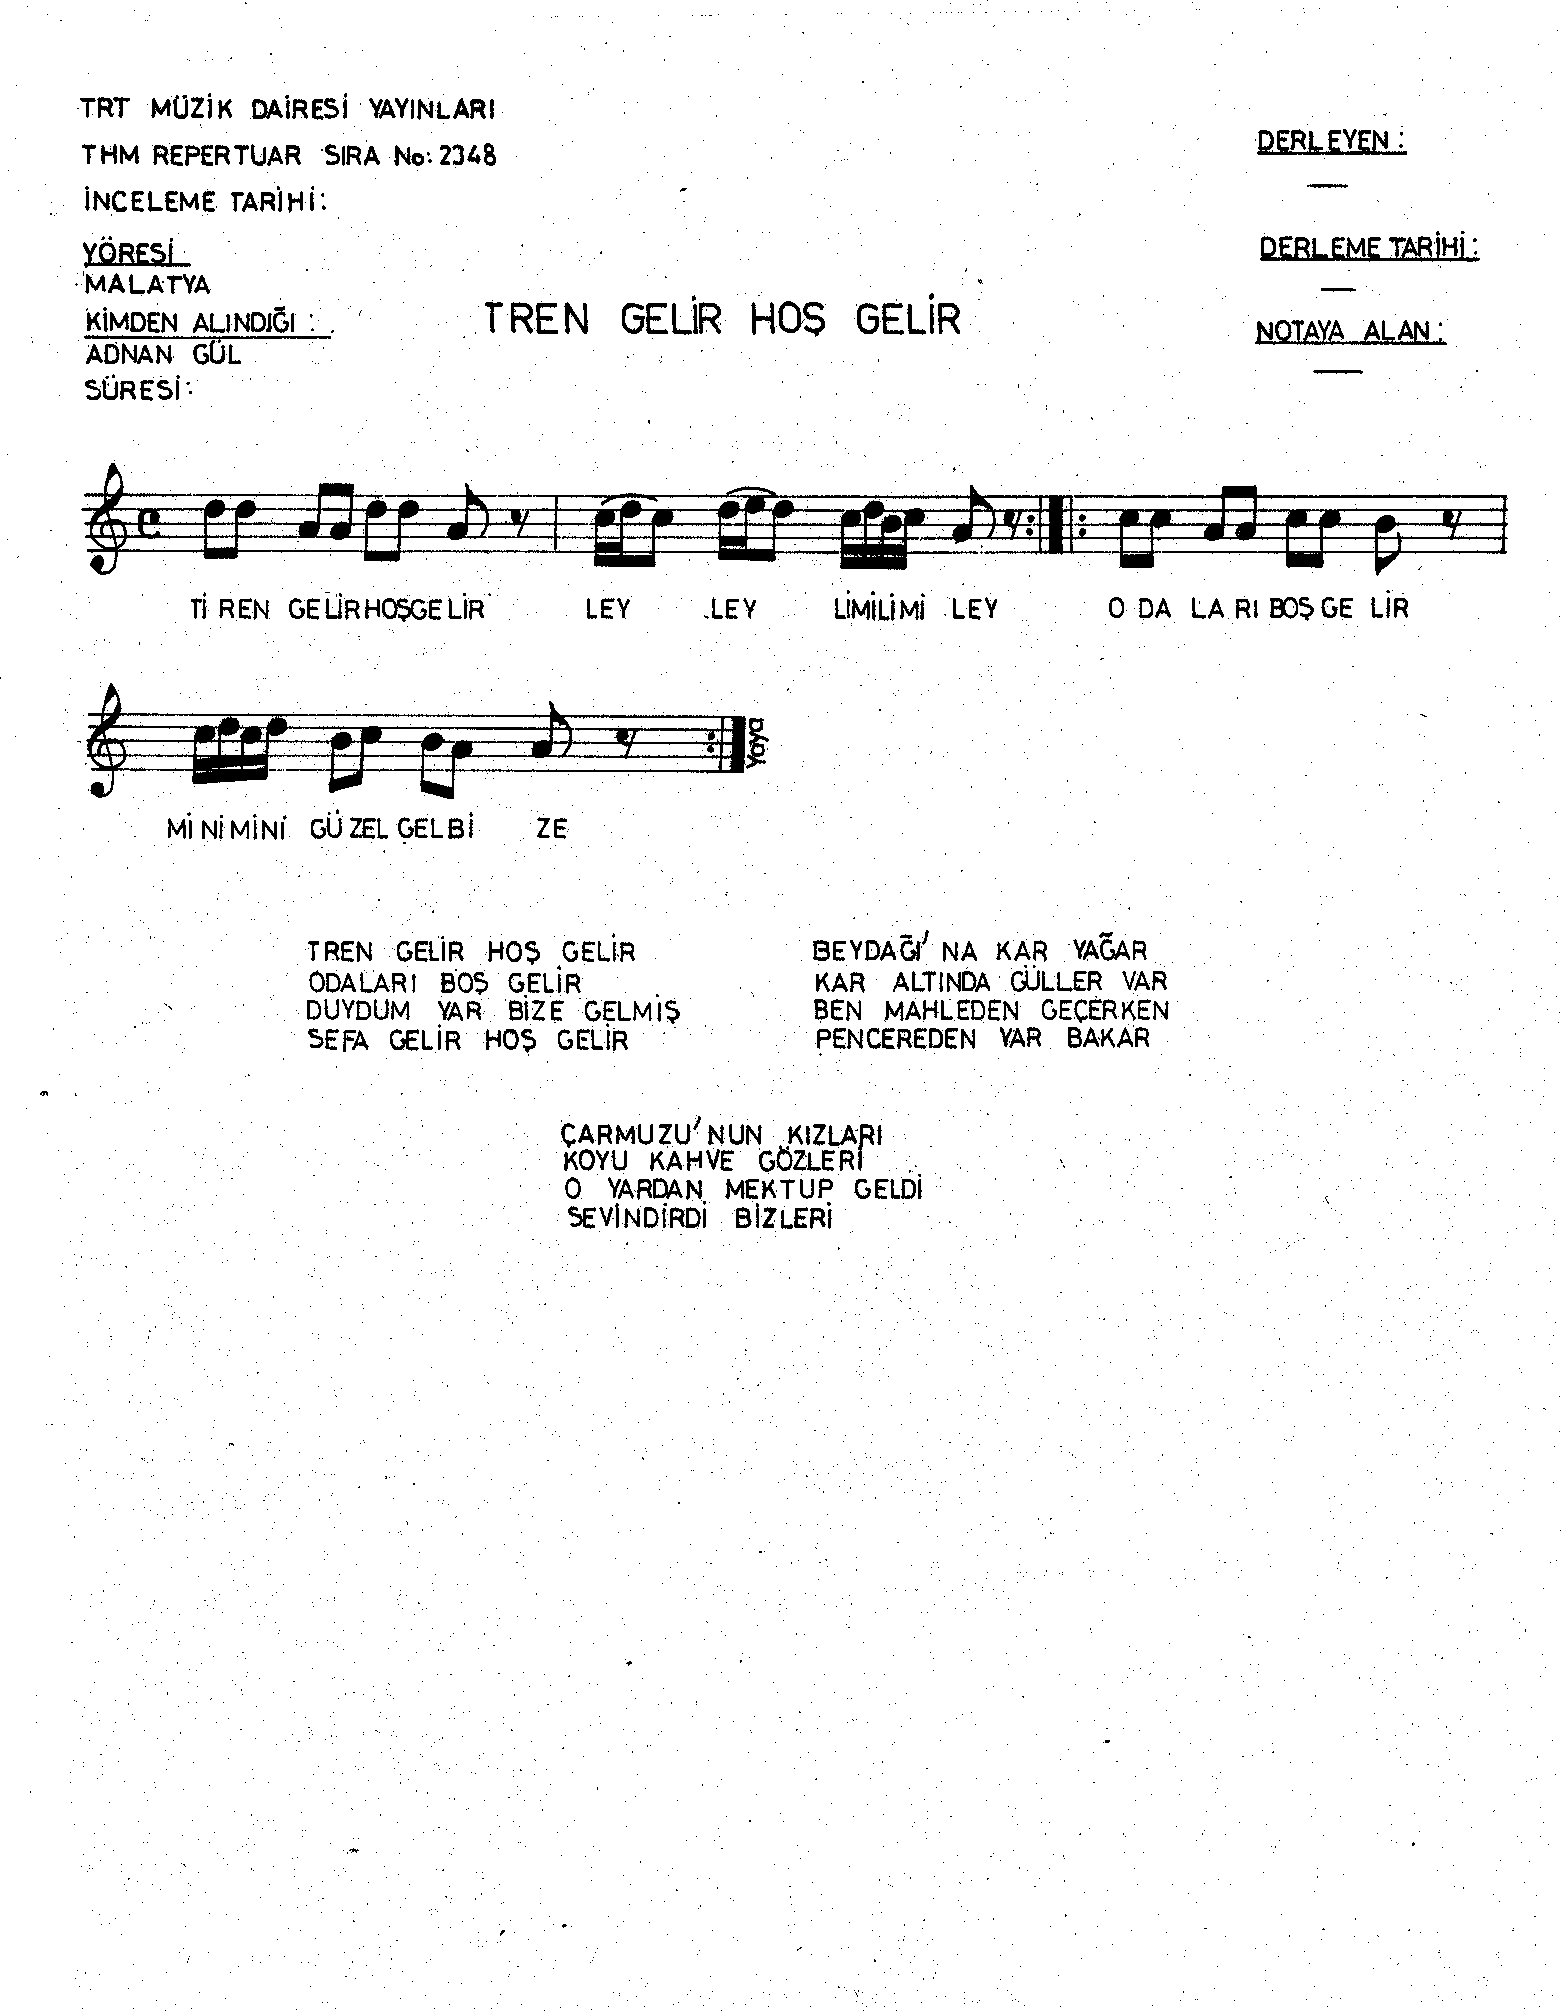 TRT MÜZİK DAİRESİ YAYINLARI
THM REPERTUAR SIRA No: 2348
İNCELEME TARİHİ:
YÖRESİ
MALATYA
KİMDEN ALINDIĞI :
ADNAN GÜL
SÜRESİ:
TREN GELİR HOŞ GELİR
DERLEYEN :
—
DERLEME TARİHİ :
—
NOTAYA ALAN :
—
Tİ REN GELİR HOŞGELİR LEY LEY LİMİLİMİ LEY O DA LA RI BOŞ GE LİR
Yaya
Mİ Nİ MİNİ GÜ ZEL GEL Bİ ZE
TREN GELİR HOŞ GELİR
ODALARI BOŞ GELİR
DUYDUM YAR BİZE GELMİŞ
SEFA GELİR HOŞ GELİR
BEYDAĞI'NA KAR YAĞAR
KAR ALTINDA GÜLLER VAR
BEN MAHLEDEN GEÇERKEN
PENCEREDEN YAR BAKAR
ÇARMUZU'NUN KIZLARI
KOYU KAHVE GÖZLERİ
O YARDAN MEKTUP GELDİ
SEVİNDİRDİ BİZLERİ